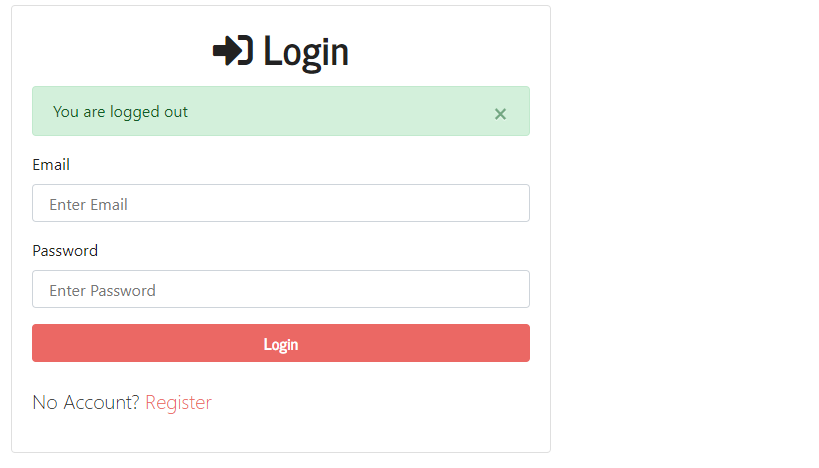 Login
You are logged out ×
Email
Enter Email
Password
Enter Password
Login
No Account? Register